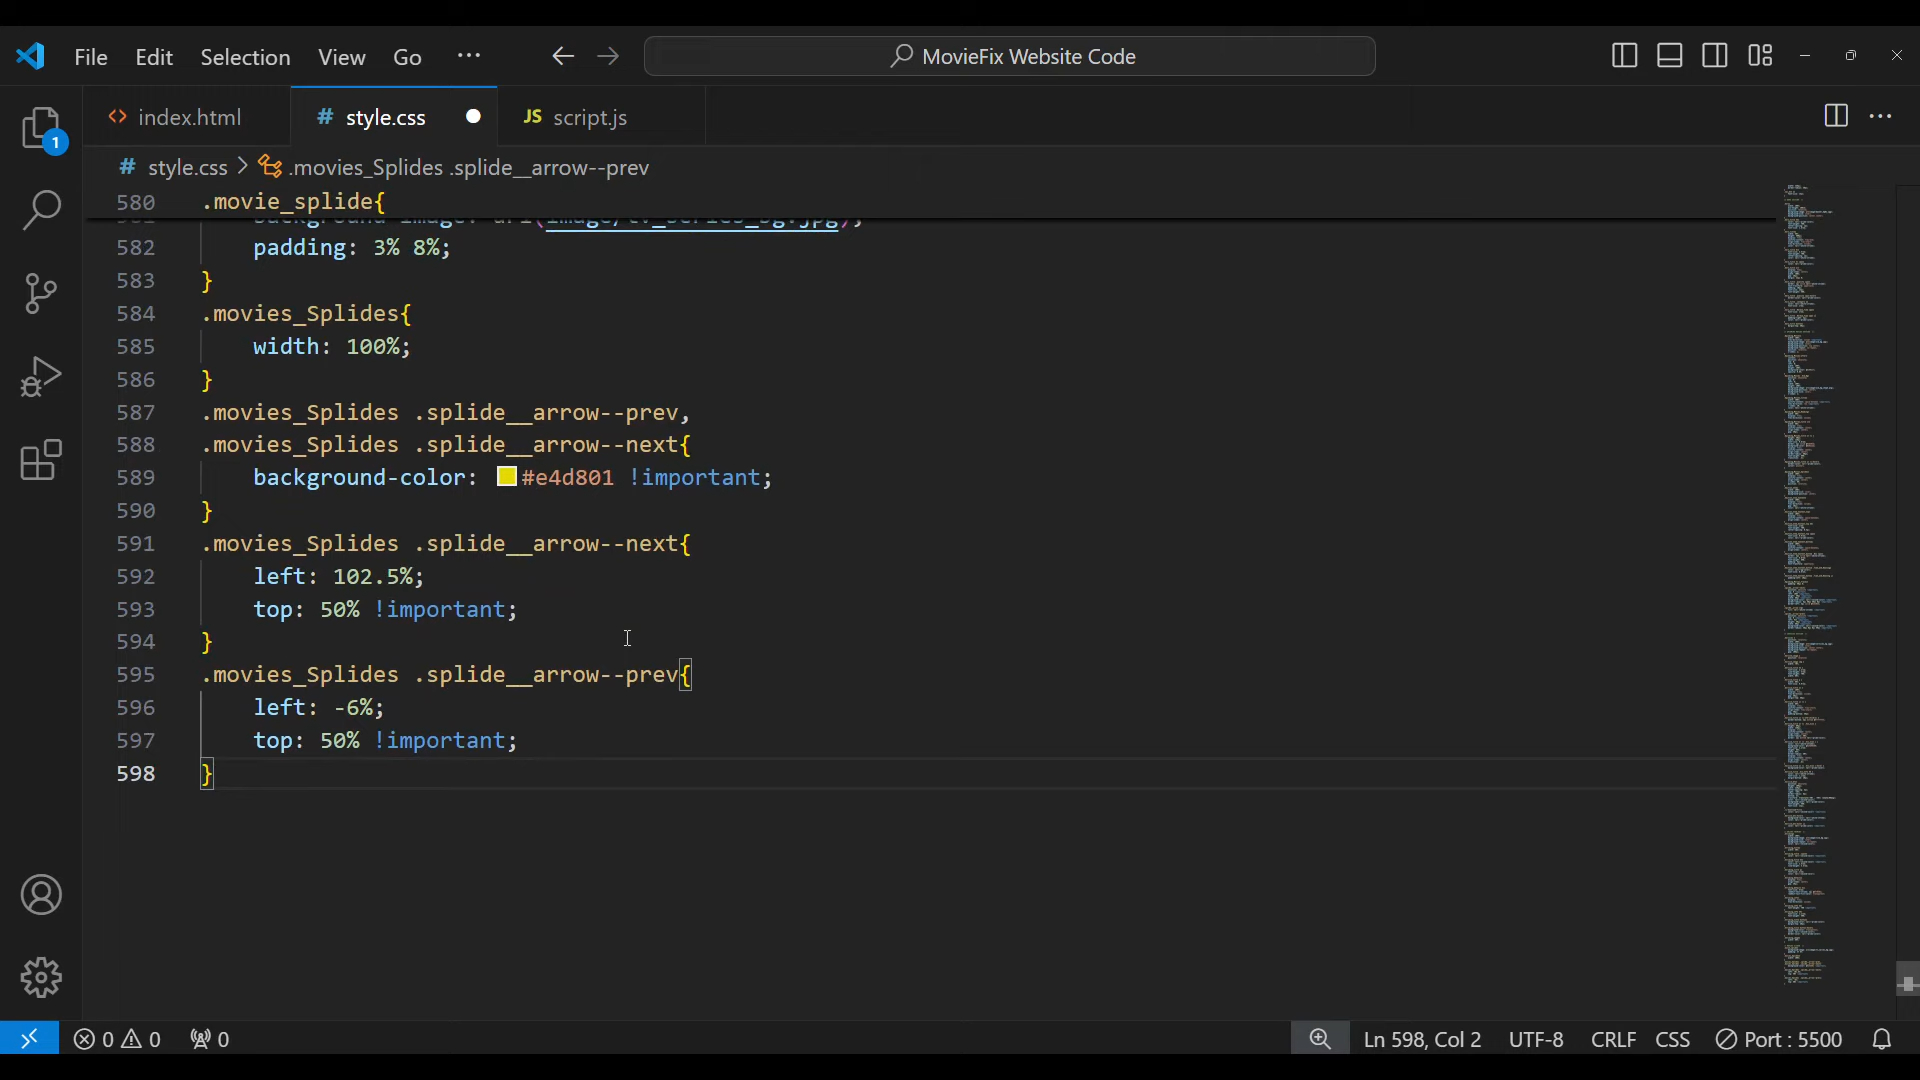 File Edit Selection View Go ··· MovieFix Website Code
index.html # style.css JS script.js
# style.css > .movies_Splides .splide__arrow--prev
580 .movie_splide{
582 padding: 3% 8%;
583 }
584 .movies_Splides{
585 width: 100%;
586 }
587 .movies_Splides .splide__arrow--prev,
588 .movies_Splides .splide__arrow--next{
589 background-color: #e4d801 !important;
590 }
591 .movies_Splides .splide__arrow--next{
592 left: 102.5%;
593 top: 50% !important;
594 }
595 .movies_Splides .splide__arrow--prev{
596 left: -6%;
597 top: 50% !important;
598 }
1
0 0 0 Ln 598, Col 2 UTF-8 CRLF CSS Port : 5500